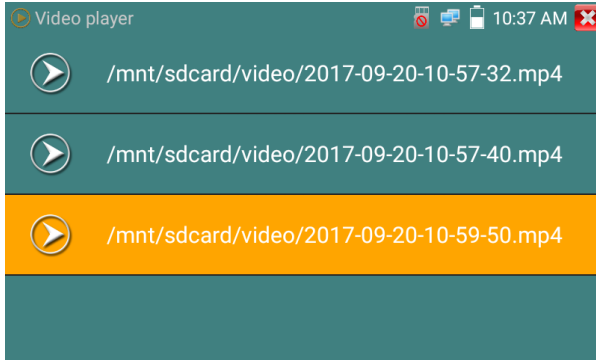 Video player
10:37 AM
/mnt/sdcard/video/2017-09-20-10-57-32.mp4
/mnt/sdcard/video/2017-09-20-10-57-40.mp4
/mnt/sdcard/video/2017-09-20-10-59-50.mp4